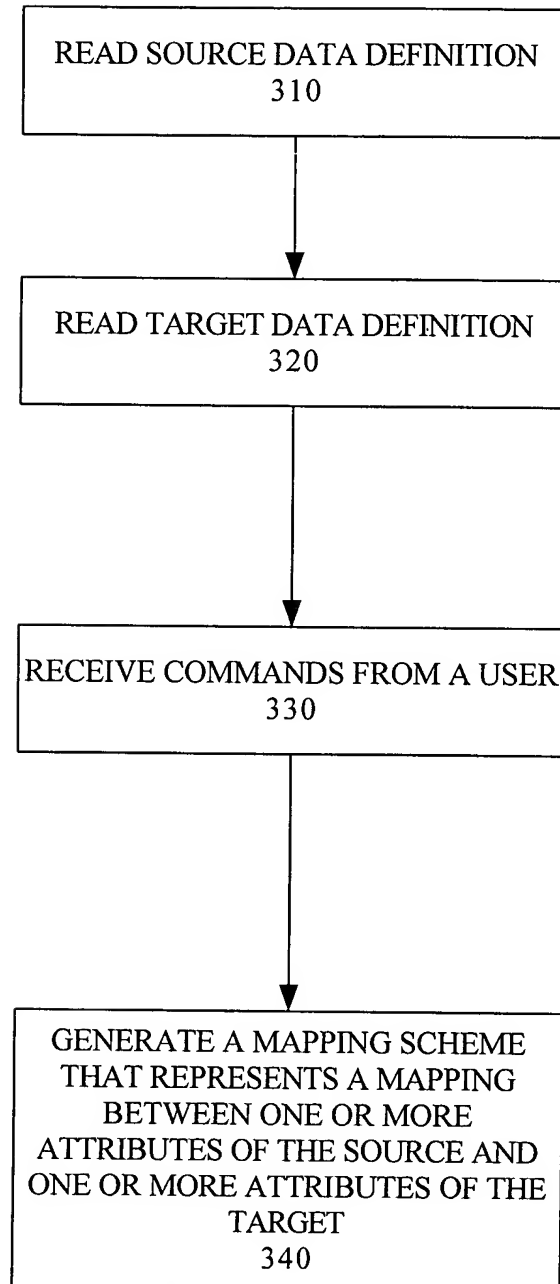 READ SOURCE DATA DEFINITION
310
READ TARGET DATA DEFINITION
320
RECEIVE COMMANDS FROM A USER
330
GENERATE A MAPPING SCHEME
THAT REPRESENTS A MAPPING
BETWEEN ONE OR MORE
ATTRIBUTES OF THE SOURCE AND
ONE OR MORE ATTRIBUTES OF THE
TARGET
340